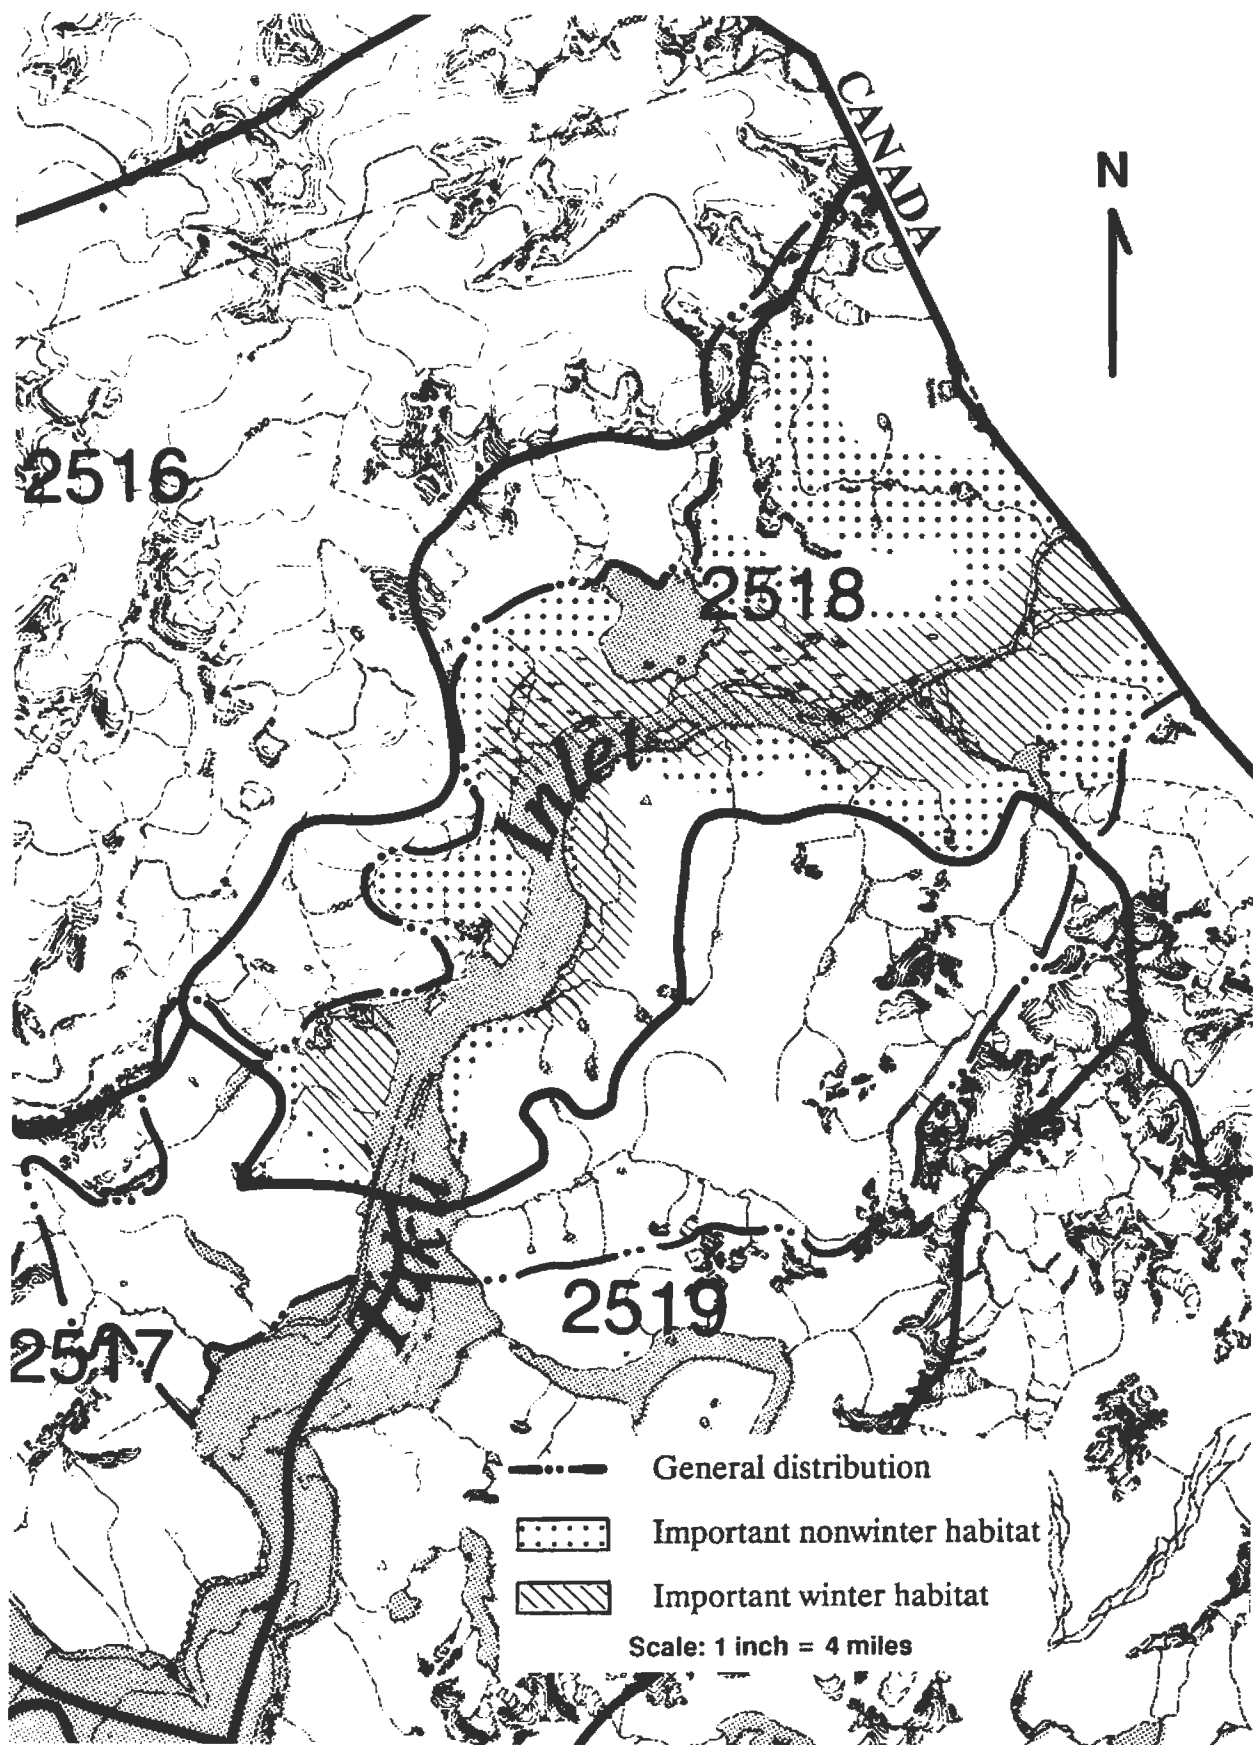 CANADA
N
2516
2518
Inlet
Taku
2519
2517
General distribution
Important nonwinter habitat
Important winter habitat
Scale: 1 inch = 4 miles